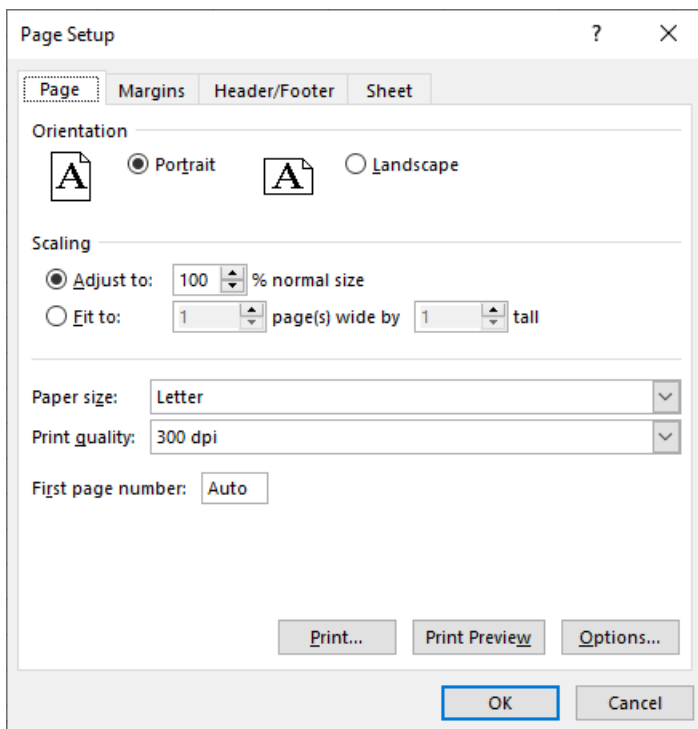 Page Setup ?
Page Margins Header/Footer Sheet
Orientation
A Portrait A Landscape
Scaling
Adjust to: 100 % normal size
Fit to: 1 page(s) wide by 1 tall
Paper size: Letter
Print quality: 300 dpi
First page number: Auto
Print... Print Preview Options...
OK Cancel